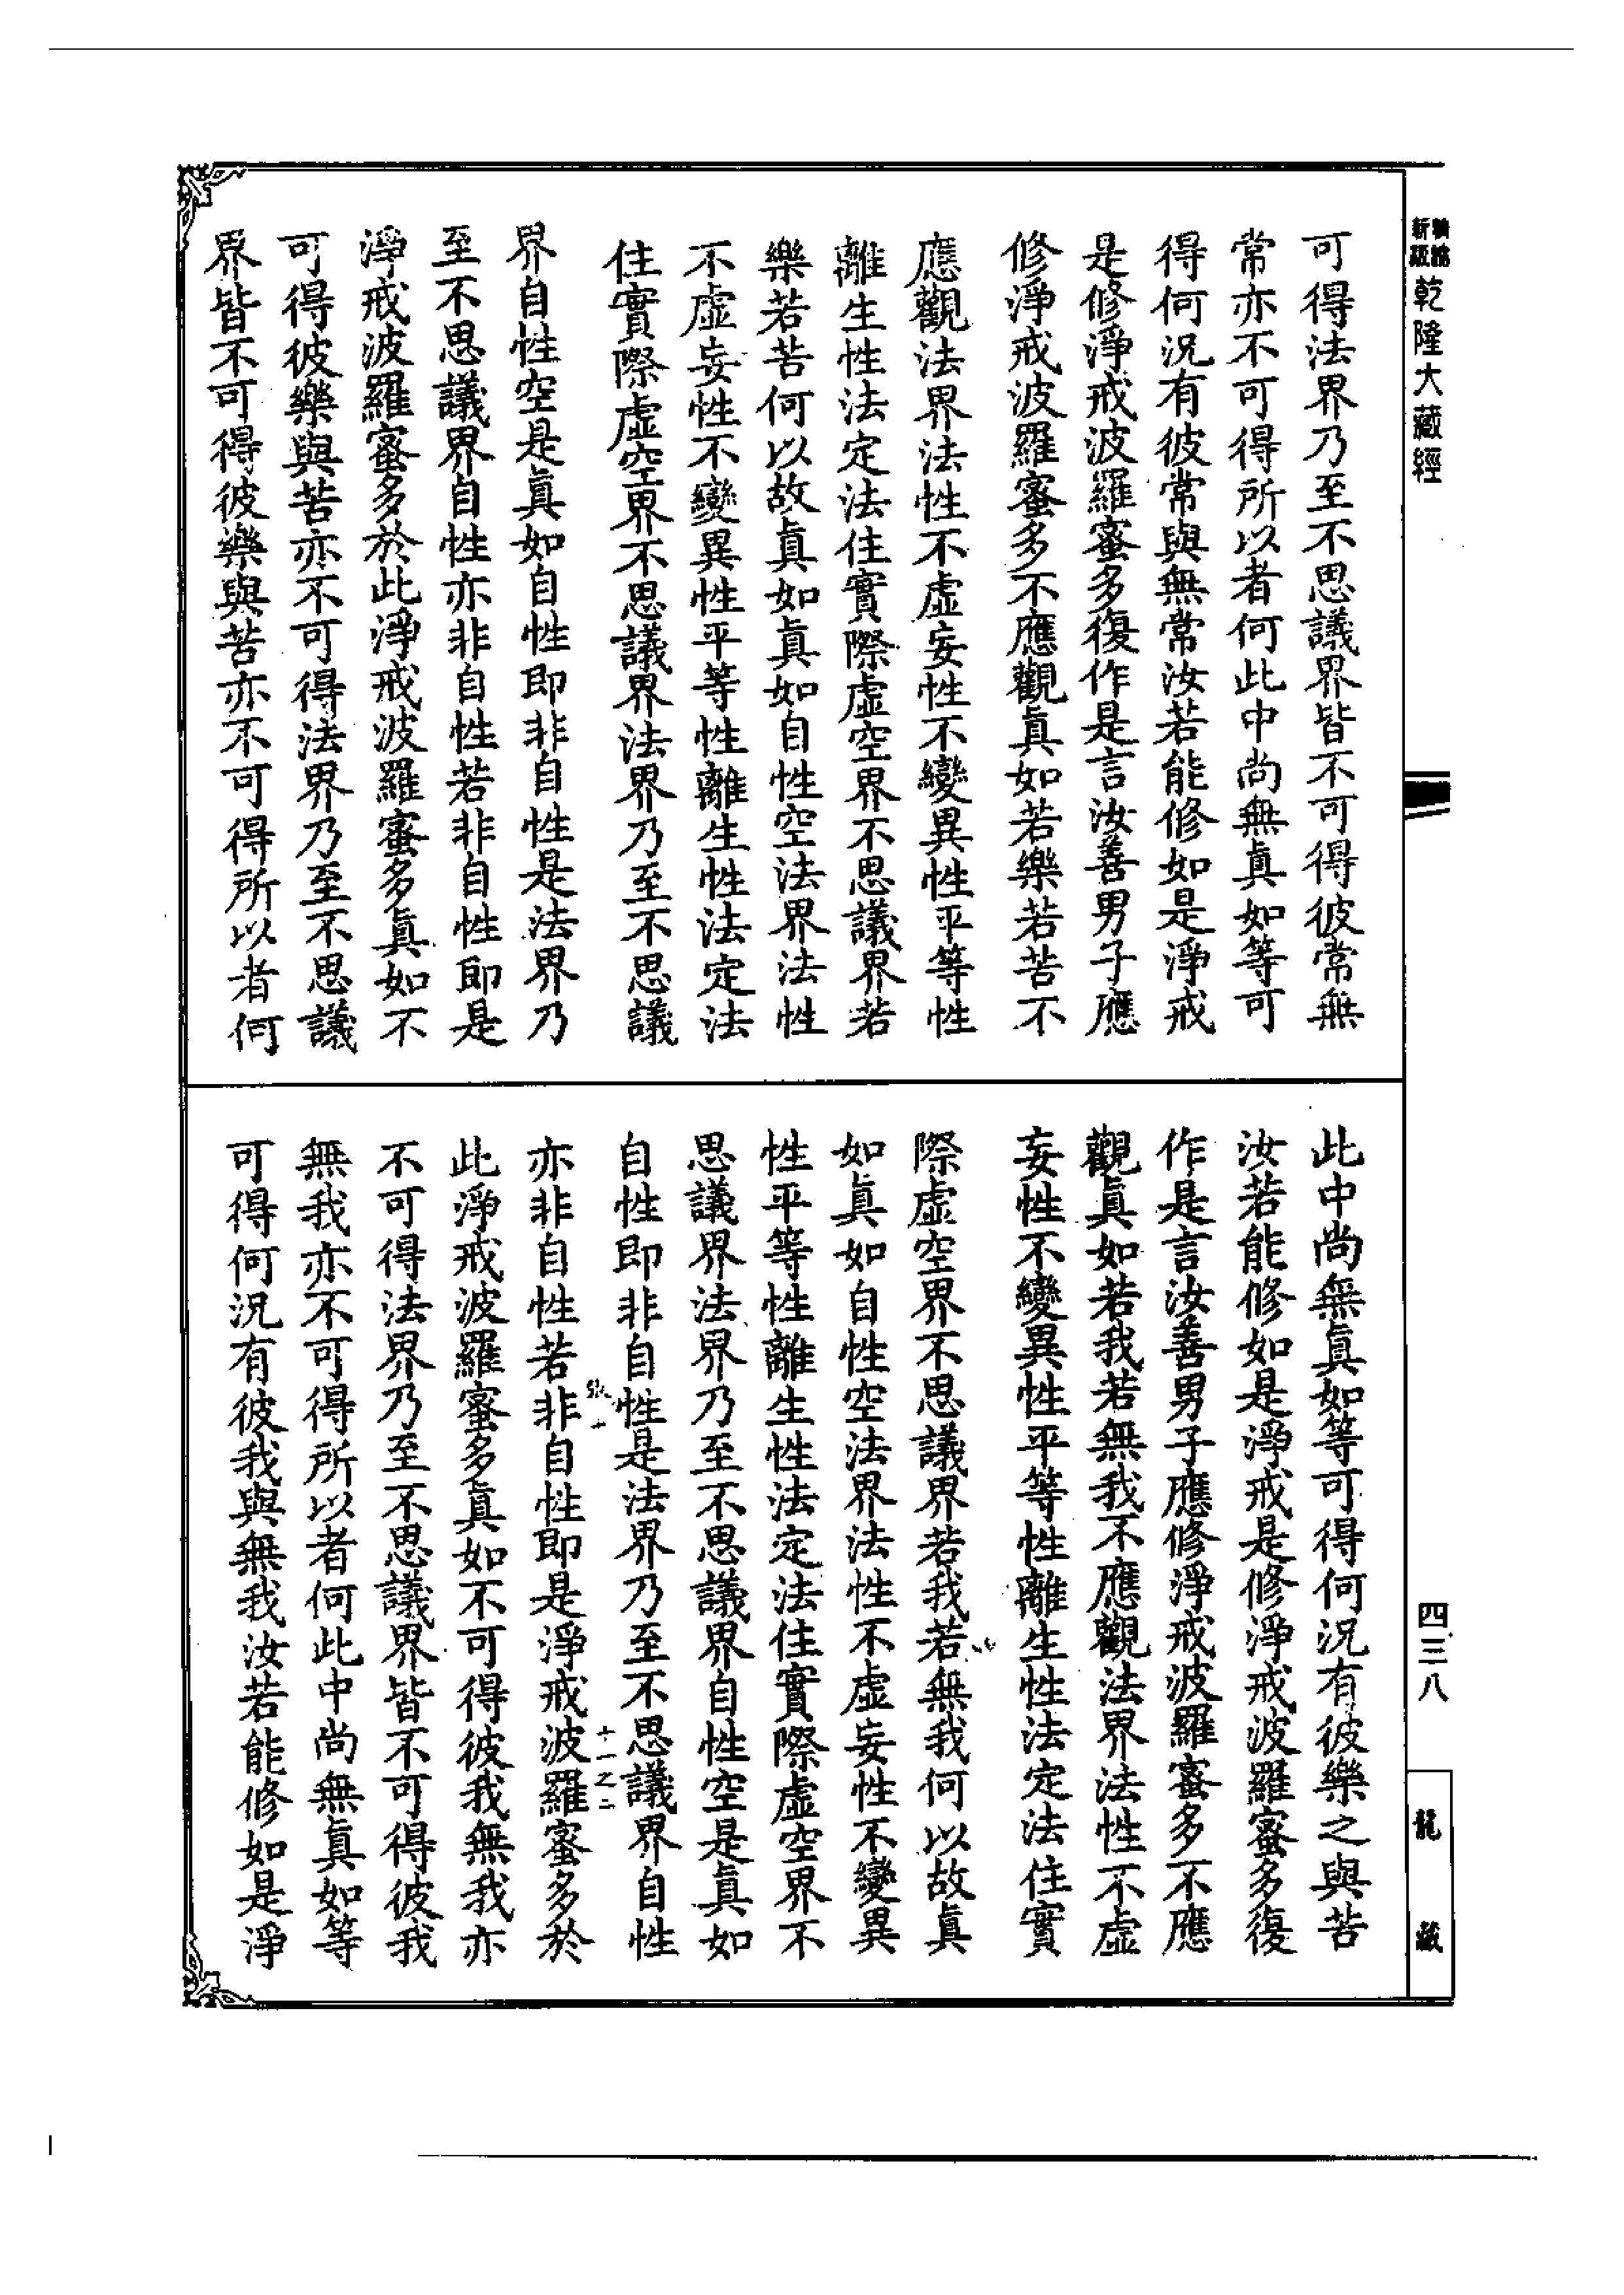 新編
新版
乾隆大藏經
可得法界乃至不思議界皆不可得彼常無
常亦不可得所以者何此中尚無真如等可
得何況有彼常與無常汝若能修如是淨戒
是修淨戒波羅蜜多復作是言汝善男子應
修淨戒波羅蜜多不應觀真如若樂若苦不
應觀法界法性不虛妄性不變異性平等性
離生性法定法住實際虛空界不思議界若
樂若苦何以故真如真如自性空法界法性
不虛妄性不變異性平等性離生性法定法
住實際虛空界不思議界法界乃至不思議
界自性空是真如自性即非自性是法界乃
至不思議界自性亦非自性若非自性即是
淨戒波羅蜜多於此淨戒波羅蜜多真如不
可得彼樂與苦亦不可得法界乃至不思議
界皆不可得彼樂與苦亦不可得所以者何
此中尚無真如等可得何況有彼樂之與苦
汝若能修如是淨戒是修淨戒波羅蜜多復
作是言汝善男子應修淨戒波羅蜜多不應
觀真如若我若無我不應觀法界法性不虛
妄性不變異性平等性離生性法定法住實
際虛空界不思議界若我若無我何以故真
如真如自性空法界法性不虛妄性不變異
性平等性離生性法定法住實際虛空界不
思議界法界乃至不思議界自性空是真如
自性即非自性是法界乃至不思議界自性
十一之二
亦非自性若非自性即是淨戒波羅蜜多於
此淨戒波羅蜜多真如不可得彼我無我亦
不可得法界乃至不思議界皆不可得彼我
無我亦不可得所以者何此中尚無真如等
可得何況有彼我與無我汝若能修如是淨
四三八
龍藏